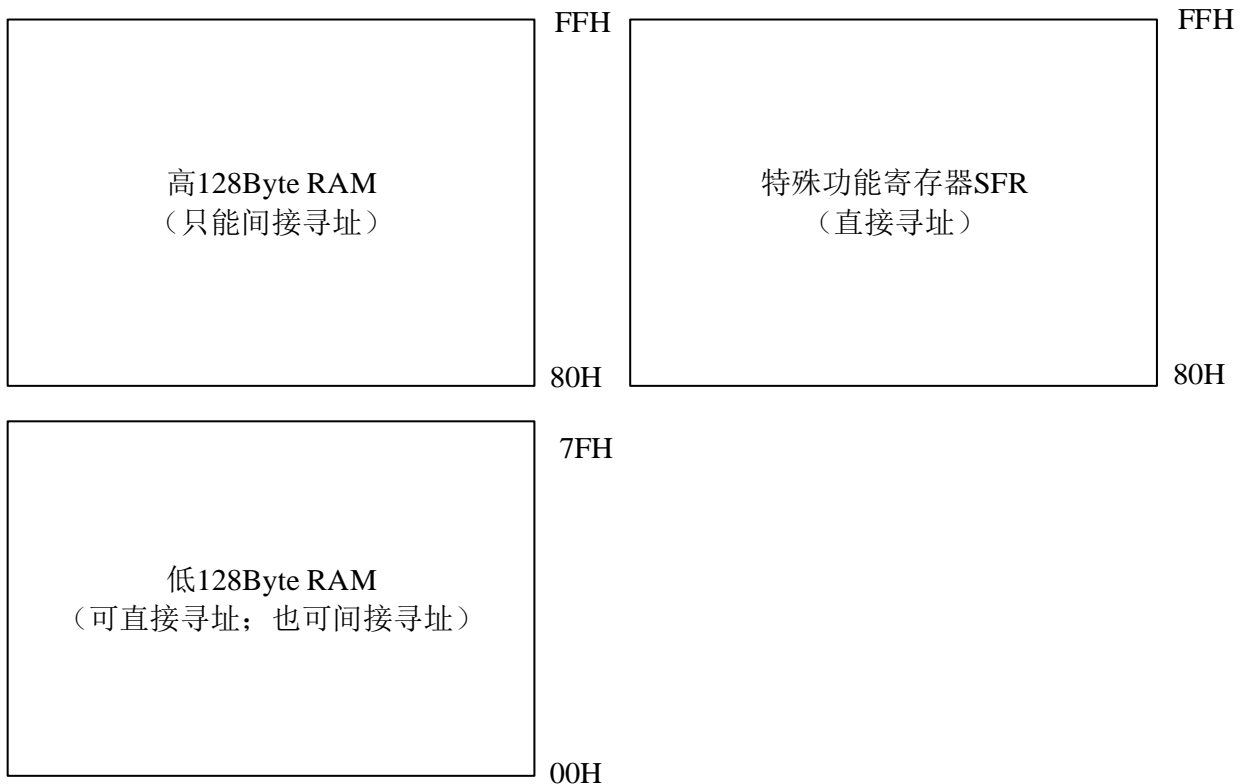 FFH
FFH
高128Byte RAM
（只能间接寻址）
特殊功能寄存器SFR
（直接寻址）
80H
80H
7FH
低128Byte RAM
（可直接寻址；也可间接寻址）
00H